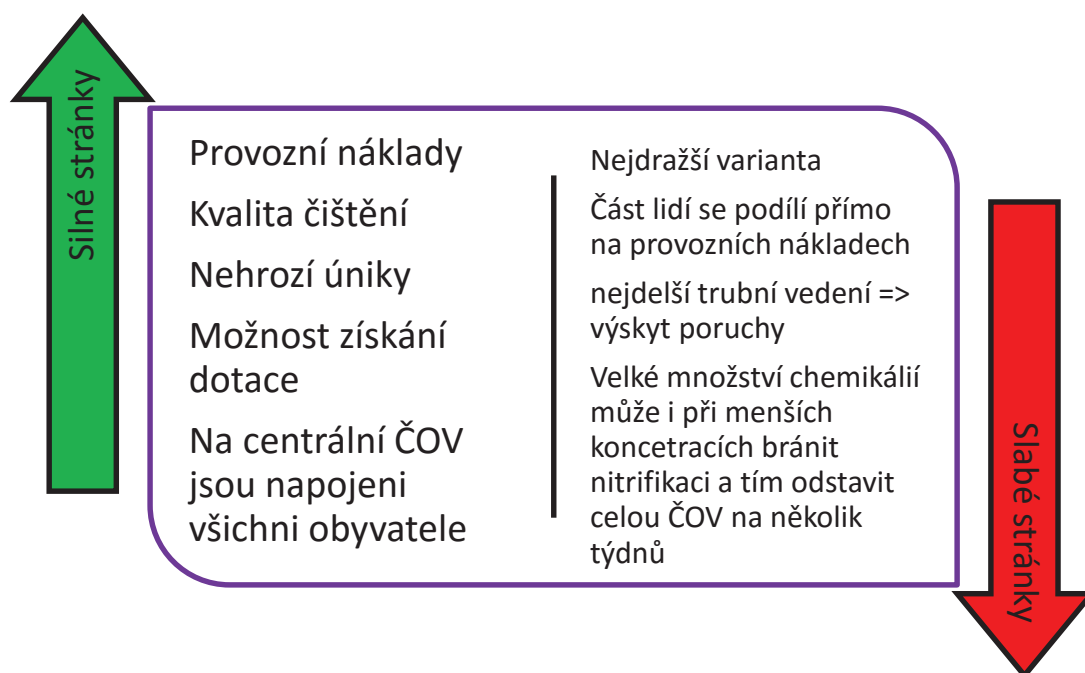 Silné stránky
Provozní náklady
Kvalita čištění
Nehrozí úniky
Možnost získání
dotace
Na centrální ČOV
jsou napojeni
všichni obyvatele
Nejdražší varianta
Část lidí se podílí přímo
na provozních nákladech
nejdelší trubní vedení =>
výskyt poruchy
Velké množství chemikálií
může i při menších
koncetracích bránit
nitrifikaci a tím odstavit
celou ČOV na několik
týdnů
Slabé stránky